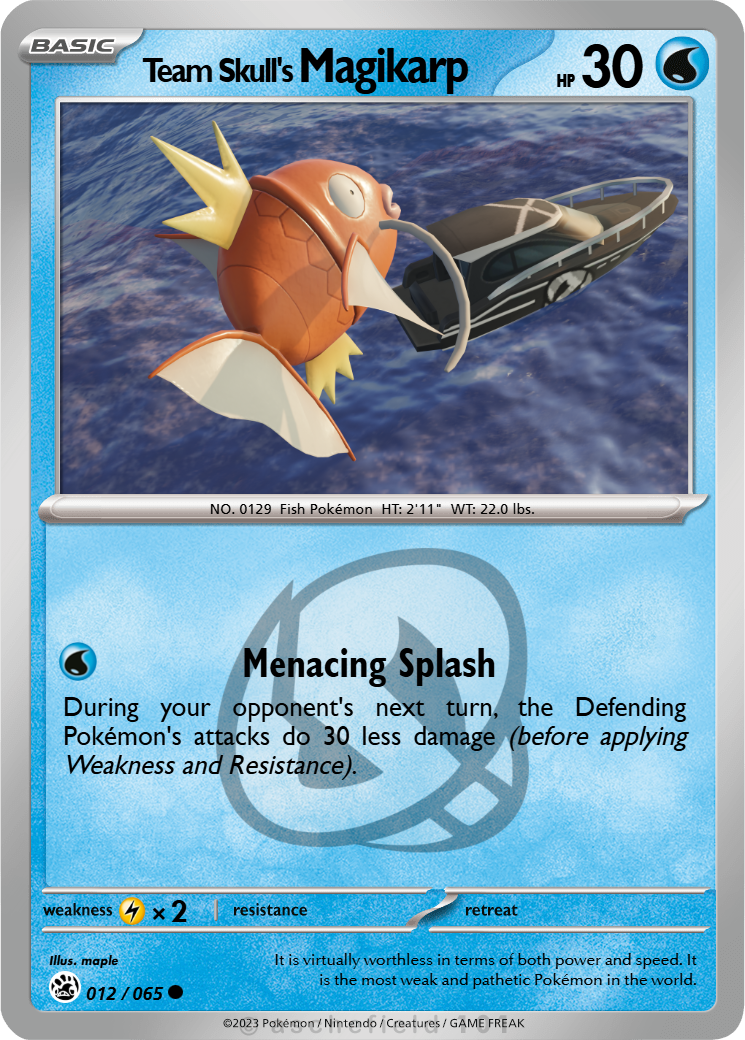 BASIC
Team Skull's Magikarp HP 30
NO. 0129 Fish Pokémon HT: 2'11" WT: 22.0 lbs.
Menacing Splash
During your opponent's next turn, the Defending
Pokémon's attacks do 30 less damage (before applying
Weakness and Resistance).
weakness × 2 resistance retreat
Illus. maple
It is virtually worthless in terms of both power and speed. It
is the most weak and pathetic Pokémon in the world.
012 / 065
©2023 Pokémon / Nintendo / Creatures / GAME FREAK